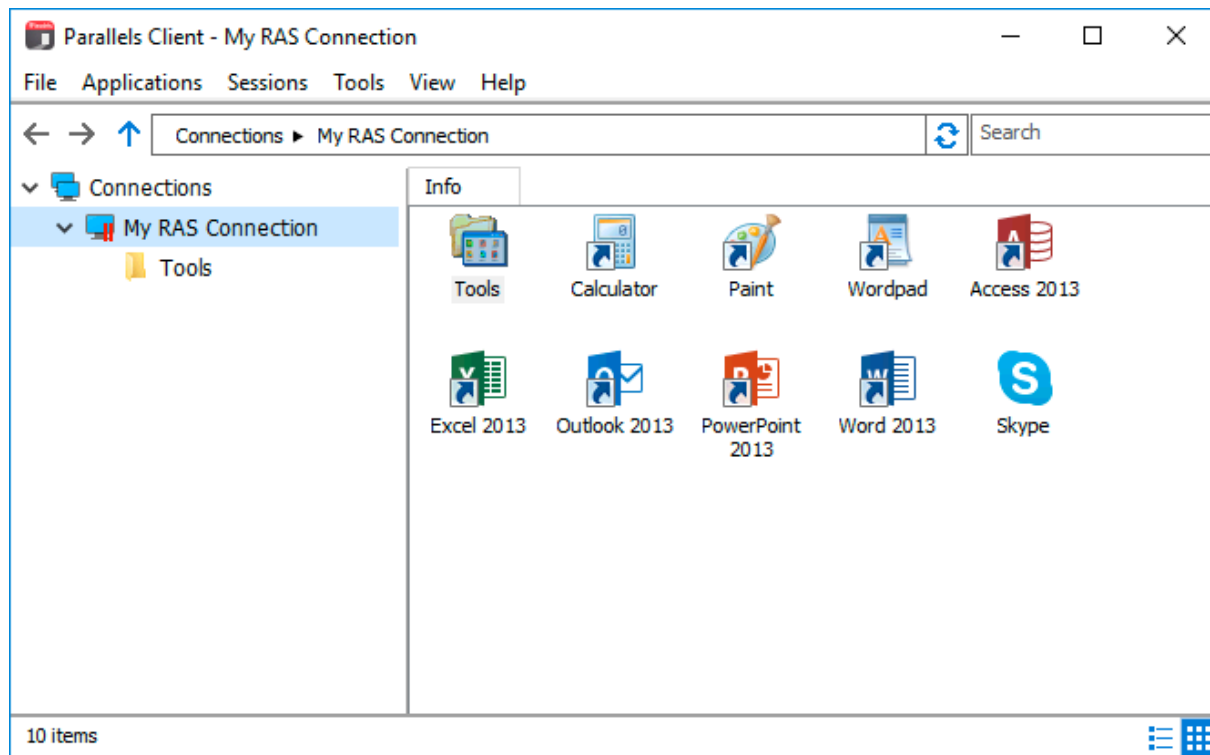 Parallels Client - My RAS Connection
File Applications Sessions Tools View Help
Connections ▸ My RAS Connection
Search
Connections
My RAS Connection
Tools
Info
Tools Calculator Paint Wordpad Access 2013
Excel 2013 Outlook 2013 PowerPoint 2013 Word 2013 Skype
10 items